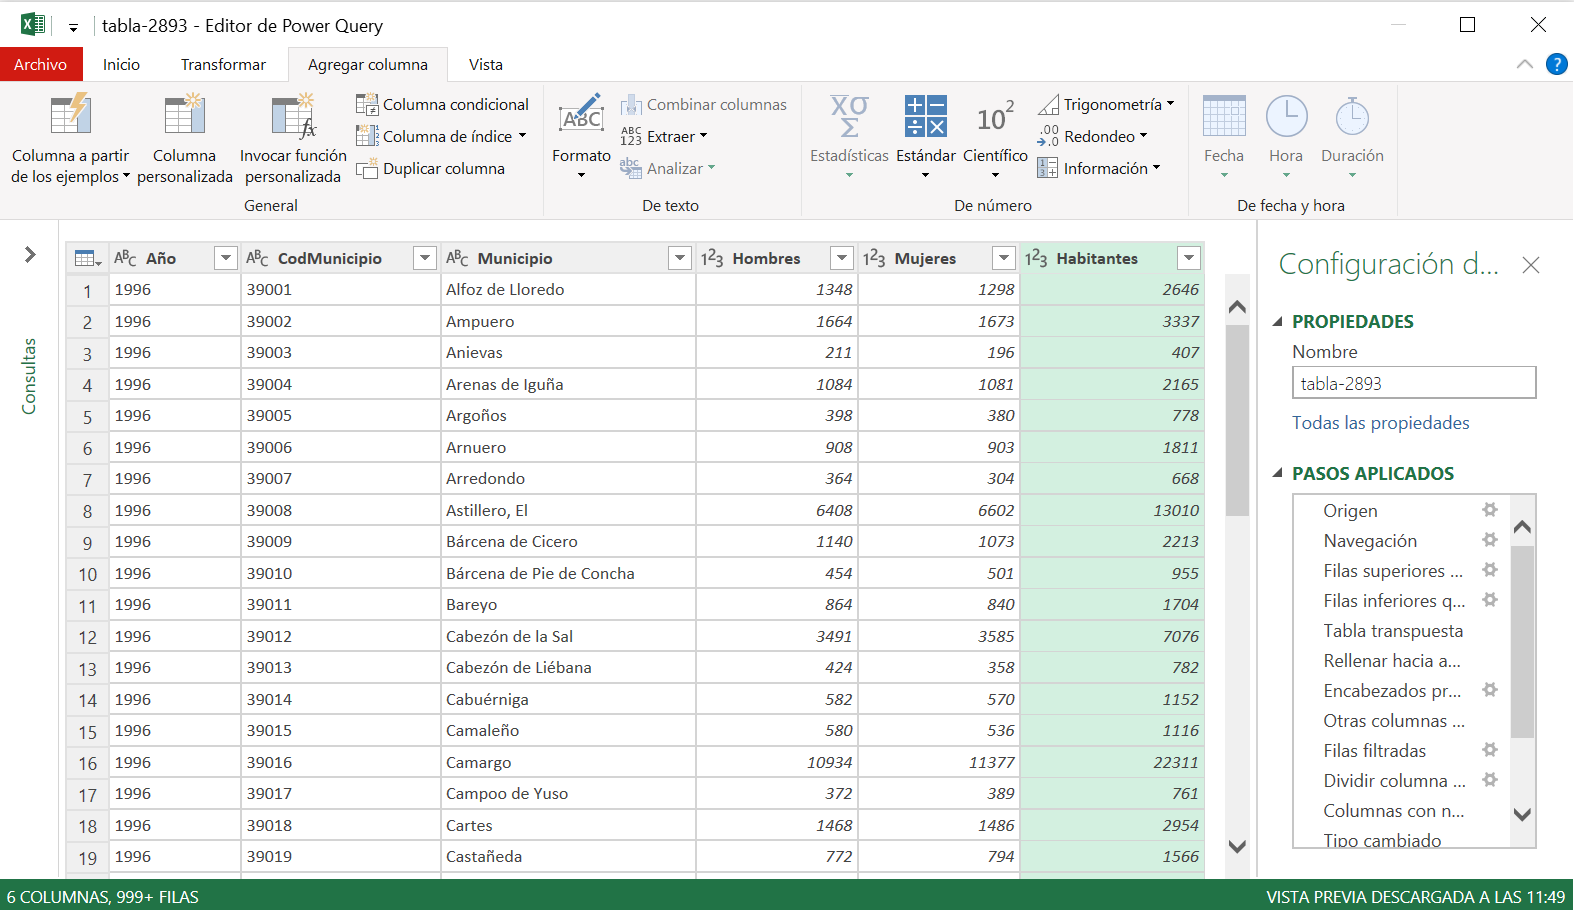 tabla-2893 - Editor de Power Query
Archivo Inicio Transformar Agregar columna Vista
Columna a partir de los ejemplos
Columna personalizada
Invocar función personalizada
Columna condicional
Columna de índice
Duplicar columna
General
Formato
Combinar columnas
Extraer
Analizar
De texto
Estadísticas
Estándar
Científico
Trigonometría
Redondeo
Información
De número
Fecha
Hora
Duración
De fecha y hora
Consultas
Año CodMunicipio Municipio Hombres Mujeres Habitantes
1 1996 39001 Alfoz de Lloredo 1348 1298 2646
2 1996 39002 Ampuero 1664 1673 3337
3 1996 39003 Anievas 211 196 407
4 1996 39004 Arenas de Iguña 1084 1081 2165
5 1996 39005 Argoños 398 380 778
6 1996 39006 Arnuero 908 903 1811
7 1996 39007 Arredondo 364 304 668
8 1996 39008 Astillero, El 6408 6602 13010
9 1996 39009 Bárcena de Cicero 1140 1073 2213
10 1996 39010 Bárcena de Pie de Concha 454 501 955
11 1996 39011 Bareyo 864 840 1704
12 1996 39012 Cabezón de la Sal 3491 3585 7076
13 1996 39013 Cabezón de Liébana 424 358 782
14 1996 39014 Cabuérniga 582 570 1152
15 1996 39015 Camaleño 580 536 1116
16 1996 39016 Camargo 10934 11377 22311
17 1996 39017 Campoo de Yuso 372 389 761
18 1996 39018 Cartes 1468 1486 2954
19 1996 39019 Castañeda 772 794 1566
Configuración d...
PROPIEDADES
Nombre
tabla-2893
Todas las propiedades
PASOS APLICADOS
Origen
Navegación
Filas superiores ...
Filas inferiores q...
Tabla transpuesta
Rellenar hacia a...
Encabezados pr...
Otras columnas ...
Filas filtradas
Dividir columna ...
Columnas con n...
Tipo cambiado
6 COLUMNAS, 999+ FILAS
VISTA PREVIA DESCARGADA A LAS 11:49